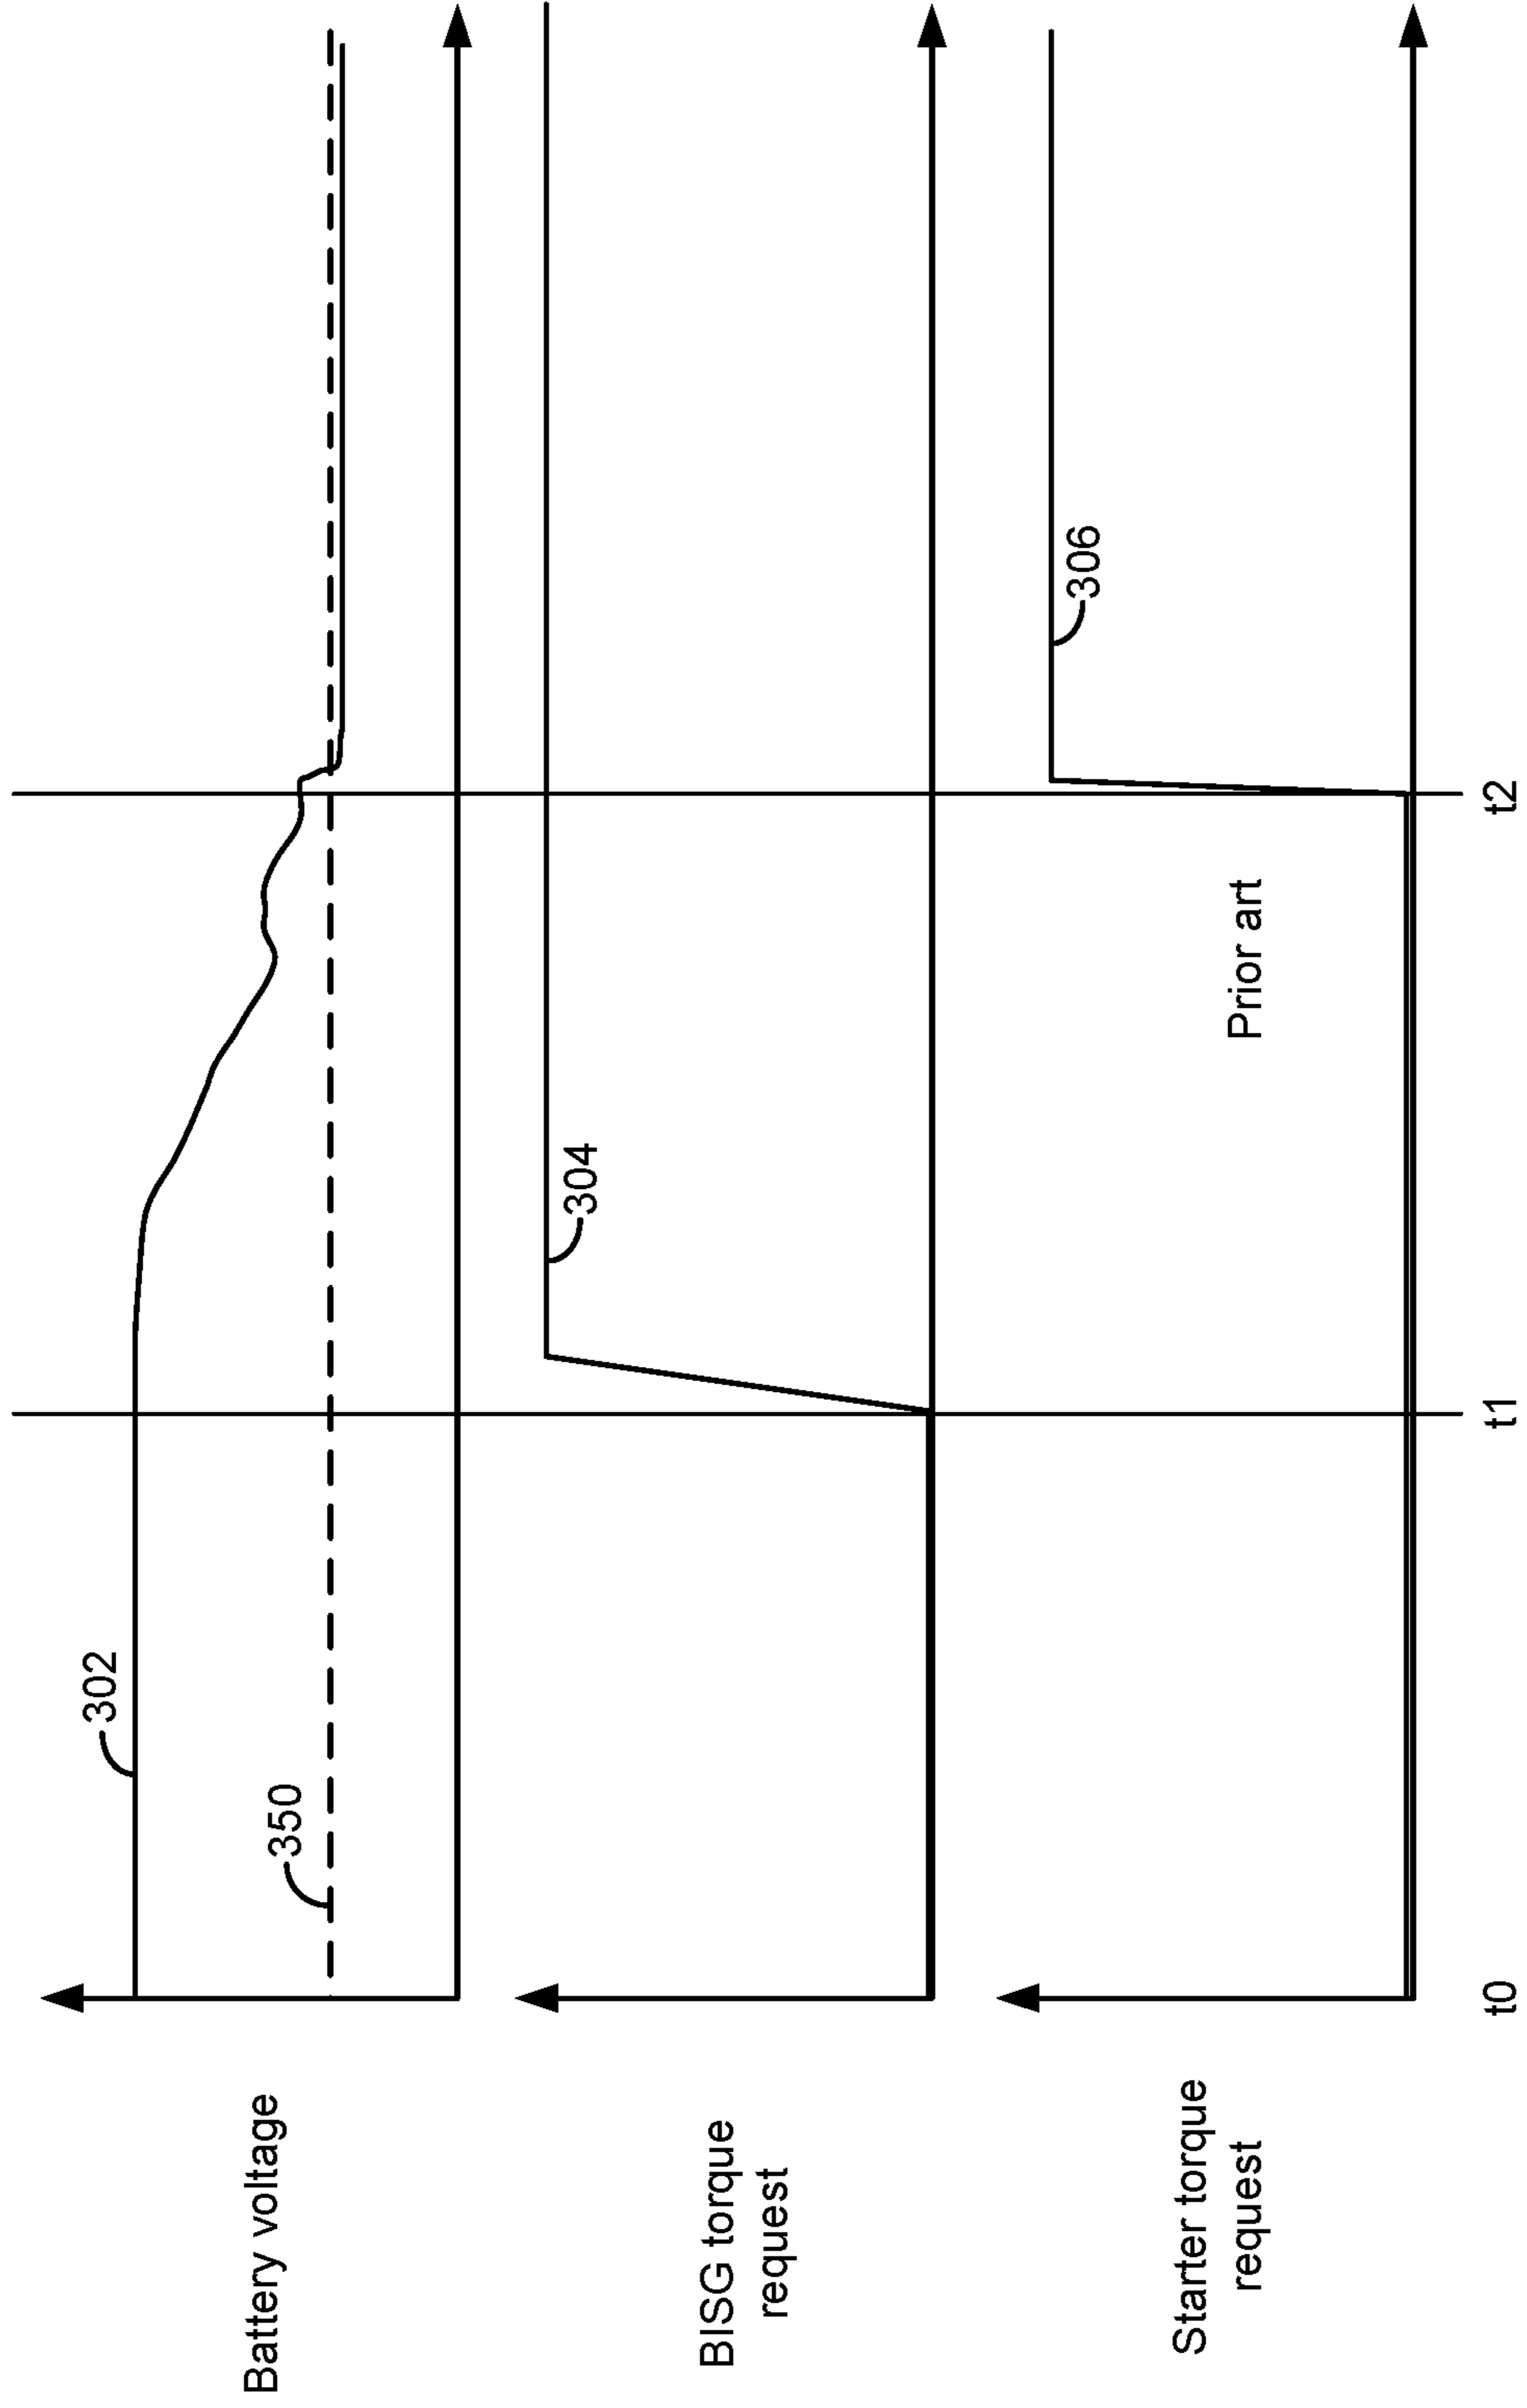 Battery voltage
302
350
BISG torque
request
304
Starter torque
request
306
Prior art
t0
t1
t2